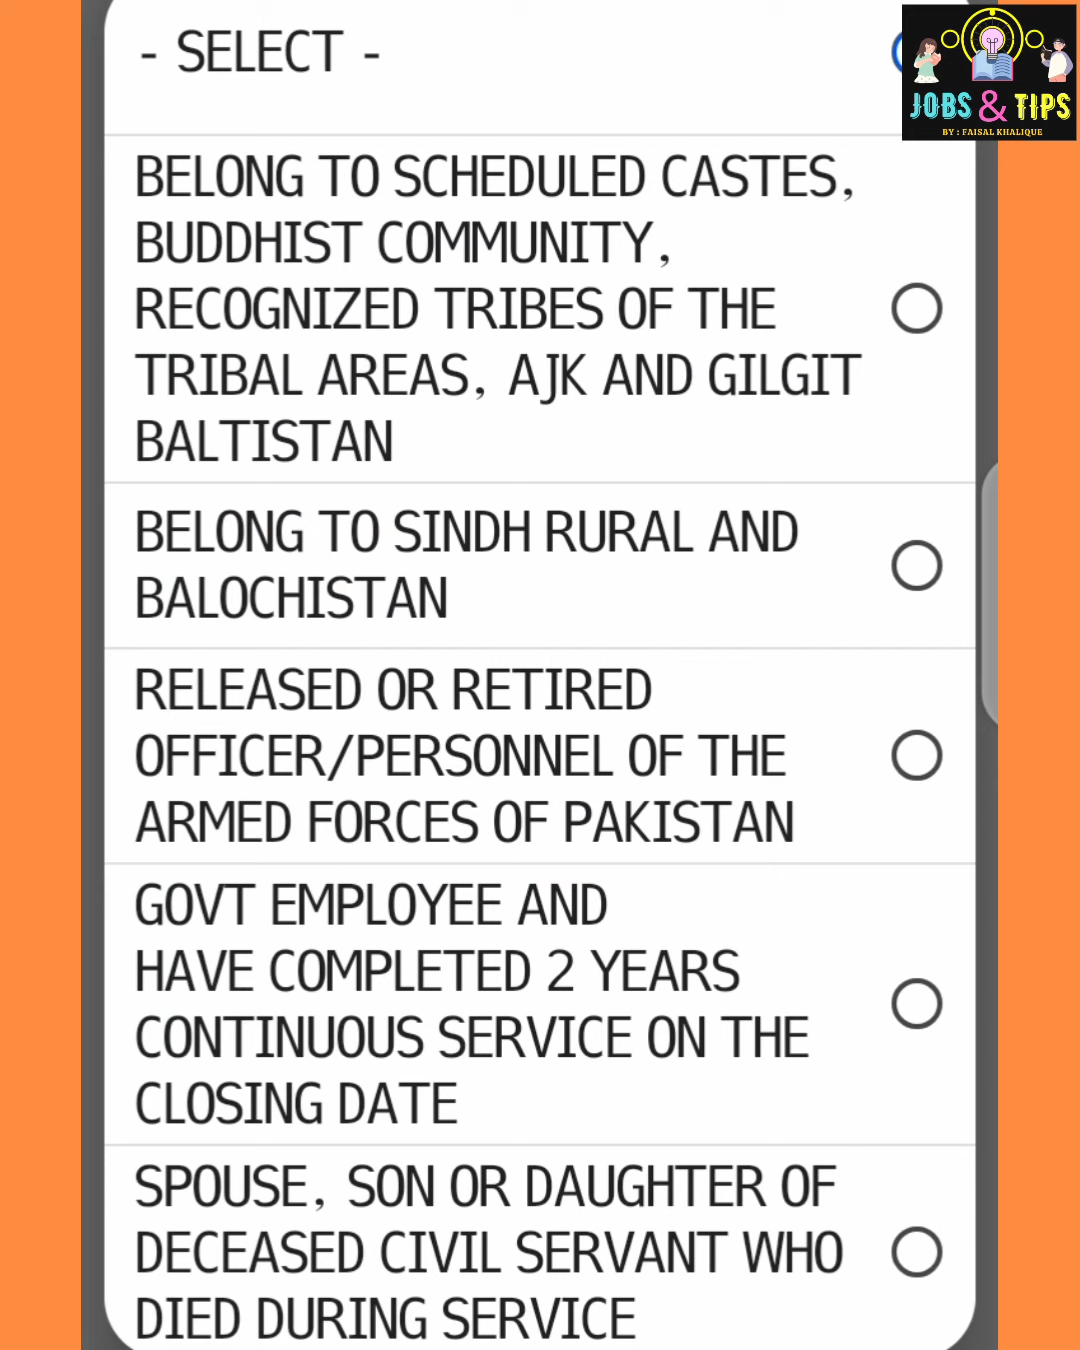 - SELECT -
JOBS & TIPS
BY : FAISAL KHALIQUE
BELONG TO SCHEDULED CASTES,
BUDDHIST COMMUNITY,
RECOGNIZED TRIBES OF THE
TRIBAL AREAS, AJK AND GILGIT
BALTISTAN
BELONG TO SINDH RURAL AND
BALOCHISTAN
RELEASED OR RETIRED
OFFICER/PERSONNEL OF THE
ARMED FORCES OF PAKISTAN
GOVT EMPLOYEE AND
HAVE COMPLETED 2 YEARS
CONTINUOUS SERVICE ON THE
CLOSING DATE
SPOUSE, SON OR DAUGHTER OF
DECEASED CIVIL SERVANT WHO
DIED DURING SERVICE